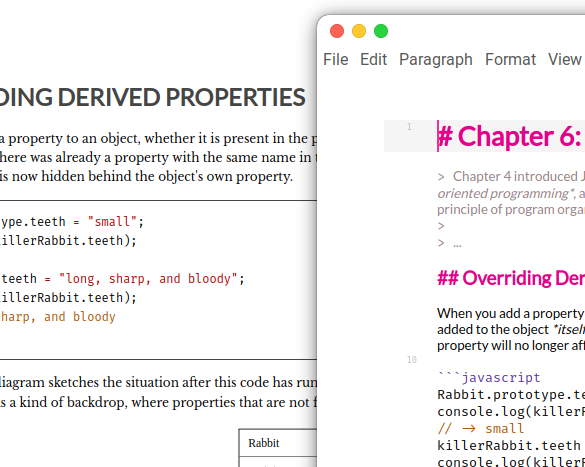 DING DERIVED PROPERTIES
a property to an object, whether it is present in the
here was already a property with the same name in
is now hidden behind the object's own property.
ype.teeth = "small";
illerRabbit.teeth);
teeth = "long, sharp, and bloody";
illerRabbit.teeth);
harp, and bloody
diagram sketches the situation after this code has run
s a kind of backdrop, where properties that are not
Rabbit
File Edit Paragraph Format View
1 # Chapter 6:
> Chapter 4 introduced J
oriented programming*, a
principle of program organ
>
> ...
## Overriding Der
When you add a property
added to the object *itself
property will no longer aff
10
```javascript
Rabbit.prototype.te
console.log(killerR
// → small
killerRabbit.teeth
console.log(killerR